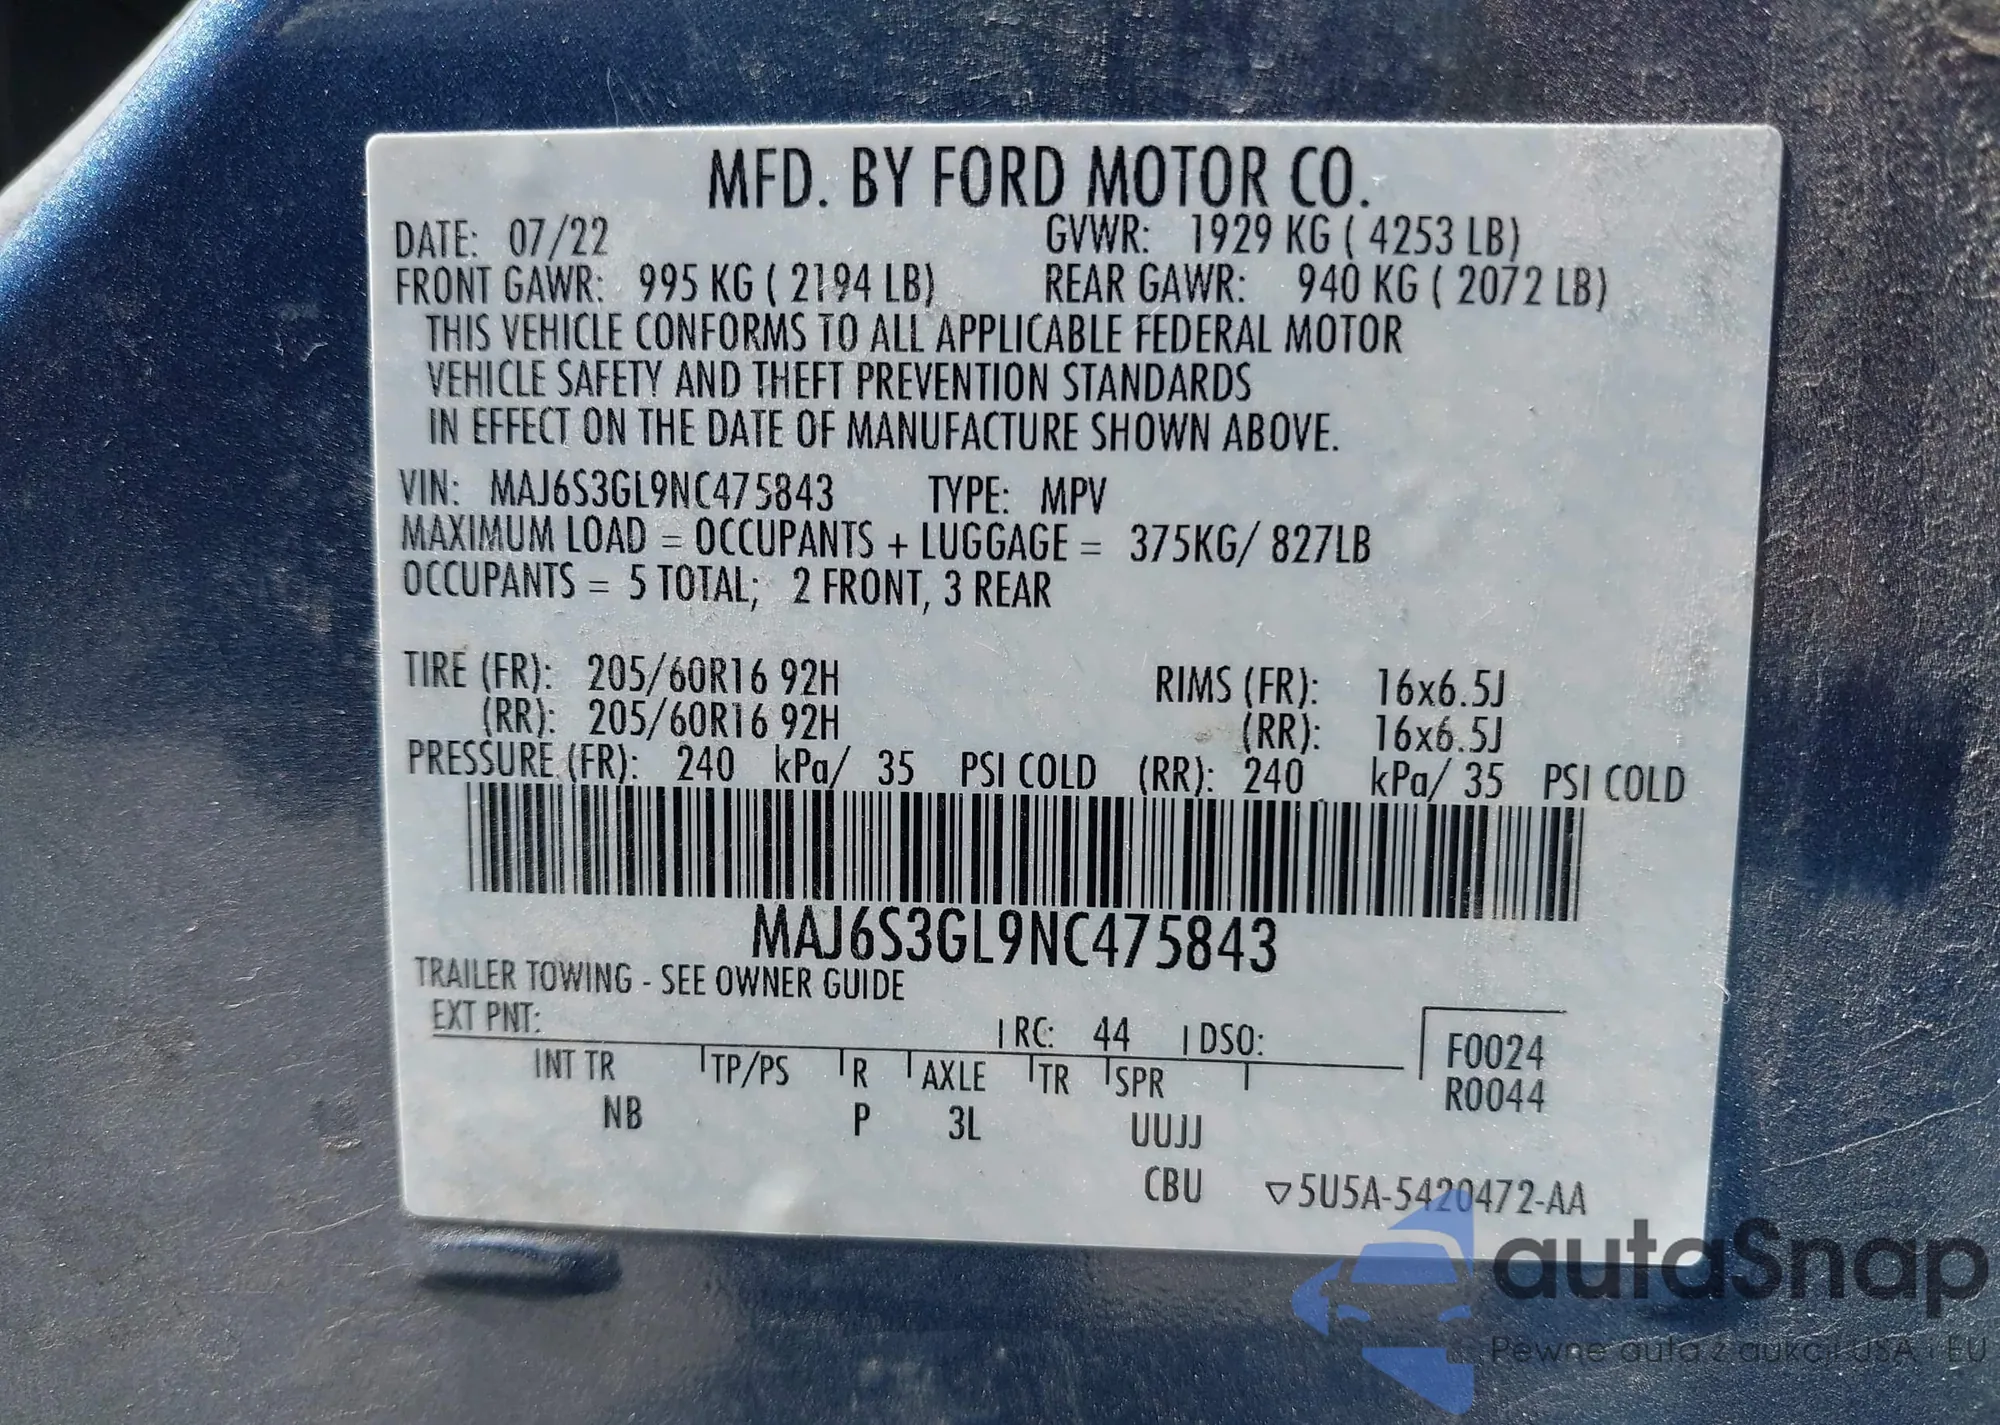 MFD. BY FORD MOTOR CO.
DATE: 07/22 GVWR: 1929 KG ( 4253 LB)
FRONT GAWR: 995 KG ( 2194 LB) REAR GAWR: 940 KG ( 2072 LB)
THIS VEHICLE CONFORMS TO ALL APPLICABLE FEDERAL MOTOR
VEHICLE SAFETY AND THEFT PREVENTION STANDARDS
IN EFFECT ON THE DATE OF MANUFACTURE SHOWN ABOVE.
VIN: MAJ6S3GL9NC475843 TYPE: MPV
MAXIMUM LOAD = OCCUPANTS + LUGGAGE = 375KG/ 827LB
OCCUPANTS = 5 TOTAL; 2 FRONT, 3 REAR
TIRE (FR): 205/60R16 92H RIMS (FR): 16x6.5J
(RR): 205/60R16 92H (RR): 16x6.5J
PRESSURE (FR): 240 kPa/ 35 PSI COLD (RR): 240 kPa/ 35 PSI COLD
MAJ6S3GL9NC475843
TRAILER TOWING - SEE OWNER GUIDE
EXT PNT: RC: 44 DSO: F0024
INT TR TP/PS R AXLE TR SPR R0044
NB P 3L UUJJ
CBU ▽5U5A-5420472-AA
autaSnap
Pewne auta z aukcji USA i EU